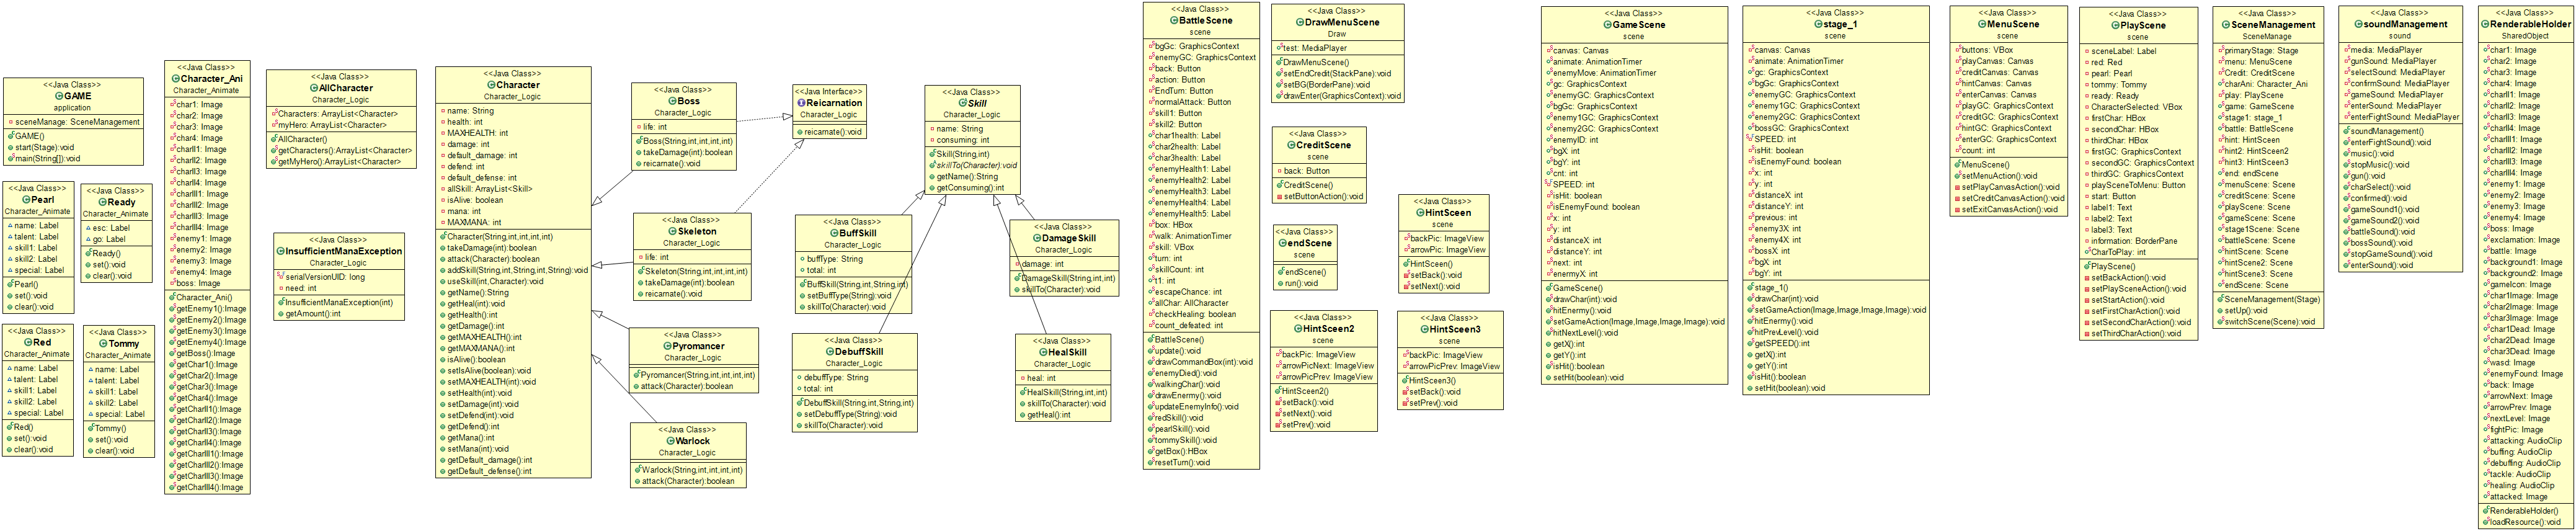 <<Java Class>>
GAME
application
sceneManage: SceneManagement
GAME()
start(Stage):void
main(String[]):void
<<Java Class>>
Pearl
Character_Animate
name: Label
talent: Label
skill1: Label
skill2: Label
special: Label
Pearl()
set():void
clear():void
<<Java Class>>
Ready
Character_Animate
esc: Label
go: Label
Ready()
set():void
clear():void
<<Java Class>>
Red
Character_Animate
name: Label
talent: Label
skill1: Label
skill2: Label
special: Label
Red()
set():void
clear():void
<<Java Class>>
Tommy
Character_Animate
name: Label
talent: Label
skill1: Label
skill2: Label
special: Label
Tommy()
set():void
clear():void
<<Java Class>>
Character_Ani
Character_Animate
char1: Image
char2: Image
char3: Image
char4: Image
charII1: Image
charII2: Image
charII3: Image
charII4: Image
charIII1: Image
charIII2: Image
charIII3: Image
charIII4: Image
enemy1: Image
enemy2: Image
enemy3: Image
enemy4: Image
boss: Image
Character_Ani()
getEnemy1():Image
getEnemy2():Image
getEnemy3():Image
getEnemy4():Image
getBoss():Image
getChar1():Image
getChar2():Image
getChar3():Image
getChar4():Image
getCharII1():Image
getCharII2():Image
getCharII3():Image
getCharII4():Image
getCharIII1():Image
getCharIII2():Image
getCharIII3():Image
getCharIII4():Image
<<Java Class>>
AllCharacter
Character_Logic
Characters: ArrayList<Character>
myHero: ArrayList<Character>
AllCharacter()
getCharacters():ArrayList<Character>
getMyHero():ArrayList<Character>
<<Java Class>>
InsufficientManaException
Character_Logic
serialVersionUID: long
need: int
InsufficientManaException(int)
getAmount():int
<<Java Class>>
Character
Character_Logic
name: String
health: int
MAXHEALTH: int
damage: int
default_damage: int
defend: int
default_defense: int
allSkill: ArrayList<Skill>
isAlive: boolean
mana: int
MAXMANA: int
Character(String,int,int,int,int)
takeDamage(int):boolean
attack(Character):boolean
addSkill(String,int,String,int,String):void
useSkill(int,Character):void
getName():String
getHeal(int):void
getHealth():int
getDamage():int
getMAXHEALTH():int
getMAXMANA():int
isAlive():boolean
setIsAlive(boolean):void
setMAXHEALTH(int):void
setHealth(int):void
setDamage(int):void
setDefend(int):void
getDefend():int
getMana():int
setMana(int):void
getDefault_damage():int
getDefault_defense():int
<<Java Class>>
Boss
Character_Logic
life: int
Boss(String,int,int,int,int)
takeDamage(int):boolean
reicarnate():void
<<Java Class>>
Skeleton
Character_Logic
life: int
Skeleton(String,int,int,int,int)
takeDamage(int):boolean
reicarnate():void
<<Java Class>>
Pyromancer
Character_Logic
Pyromancer(String,int,int,int,int)
attack(Character):boolean
<<Java Class>>
Warlock
Character_Logic
Warlock(String,int,int,int,int)
attack(Character):boolean
<<Java Interface>>
Reicarnation
Character_Logic
reicarnate():void
<<Java Class>>
Skill
Character_Logic
name: String
consuming: int
Skill(String,int)
skillTo(Character):void
getName():String
getConsuming():int
<<Java Class>>
BuffSkill
Character_Logic
buffType: String
total: int
BuffSkill(String,int,String,int)
setBuffType(String):void
skillTo(Character):void
<<Java Class>>
DebuffSkill
Character_Logic
debuffType: String
total: int
DebuffSkill(String,int,String,int)
setDebuffType(String):void
skillTo(Character):void
<<Java Class>>
DamageSkill
Character_Logic
damage: int
DamageSkill(String,int,int)
skillTo(Character):void
<<Java Class>>
HealSkill
Character_Logic
heal: int
HealSkill(String,int,int)
skillTo(Character):void
getHeal():int
<<Java Class>>
BattleScene
scene
bgGc: GraphicsContext
enemyGC: GraphicsContext
back: Button
action: Button
EndTurn: Button
normalAttack: Button
skill1: Button
skill2: Button
char1health: Label
char2health: Label
char3health: Label
enemyHealth1: Label
enemyHealth2: Label
enemyHealth3: Label
enemyHealth4: Label
enemyHealth5: Label
box: HBox
walk: AnimationTimer
skill: VBox
turn: int
skillCount: int
t1: int
escapeChance: int
allChar: AllCharacter
checkHealing: boolean
count_defeated: int
BattleScene()
update():void
drawCommandBox(int):void
enemyDied():void
walkingChar():void
drawEnermy():void
updateEnemyInfo():void
redSkill():void
pearlSkill():void
tommySkill():void
getBox():HBox
resetTurn():void
<<Java Class>>
DrawMenuScene
Draw
test: MediaPlayer
DrawMenuScene()
setEndCredit(StackPane):void
setBG(BorderPane):void
drawEnter(GraphicsContext):void
<<Java Class>>
CreditScene
scene
back: Button
CreditScene()
setButtonAction():void
<<Java Class>>
endScene
scene
endScene()
run():void
<<Java Class>>
HintScene2
scene
backPic: ImageView
arrowPicNext: ImageView
arrowPicPrev: ImageView
HintSceen2()
setBack():void
setNext():void
setPrev():void
<<Java Class>>
HintSceen
scene
backPic: ImageView
arrowPic: ImageView
HintSceen()
setBack():void
setNext():void
<<Java Class>>
HintSceen3
scene
backPic: ImageView
arrowPicPrev: ImageView
HintSceen3()
setBack():void
setPrev():void
<<Java Class>>
GameScene
scene
canvas: Canvas
animate: AnimationTimer
enemyMove: AnimationTimer
gc: GraphicsContext
enemyGC: GraphicsContext
bgGc: GraphicsContext
enemy1GC: GraphicsContext
enemy2GC: GraphicsContext
enemyID: int
bgX: int
bgY: int
cnt: int
SPEED: int
isHit: boolean
isEnemyFound: boolean
x: int
y: int
distanceX: int
distanceY: int
next: int
enemyX: int
GameScene()
drawChar(int):void
hitEnermy():void
setGameAction(Image,Image,Image,Image):void
hitNextLevel():void
getX():int
getY():int
isHit():boolean
setHit(boolean):void
<<Java Class>>
stage_1
scene
canvas: Canvas
animate: AnimationTimer
gc: GraphicsContext
bgGc: GraphicsContext
enemyGC: GraphicsContext
enemy1GC: GraphicsContext
enemy2GC: GraphicsContext
bossGC: GraphicsContext
SPEED: int
isHit: boolean
isEnemyFound: boolean
x: int
y: int
distanceX: int
distanceY: int
previous: int
enemy3X: int
enemy4X: int
bossX: int
bgX: int
bgY: int
stage_1()
drawChar(int):void
setGameAction(Image,Image,Image,Image):void
hitEnermy():void
hitPrevLevel():void
getSPEED():int
getX():int
getY():int
isHit():boolean
setHit(boolean):void
<<Java Class>>
MenuScene
scene
buttons: VBox
playCanvas: Canvas
creditCanvas: Canvas
hintCanvas: Canvas
enterCanvas: Canvas
playGC: GraphicsContext
creditGC: GraphicsContext
hintGC: GraphicsContext
enterGC: GraphicsContext
count: int
MenuScene()
setMenuAction():void
setPlayCanvasAction():void
setCreditCanvasAction():void
setExitCanvasAction():void
<<Java Class>>
PlayScene
scene
sceneLabel: Label
red: Red
pearl: Pearl
tommy: Tommy
ready: Ready
CharacterSelected: VBox
firstChar: HBox
secondChar: HBox
thirdChar: HBox
firstGC: GraphicsContext
secondGC: GraphicsContext
thirdGC: GraphicsContext
playSceneToMenu: Button
start: Button
label1: Text
label2: Text
label3: Text
information: BorderPane
CharToPlay: int
PlayScene()
setBackAction():void
setPlaySceneAction():void
setStartAction():void
setFirstCharAction():void
setSecondCharAction():void
setThirdCharAction():void
<<Java Class>>
SceneManagement
SceneManage
primaryStage: Stage
menu: MenuScene
Credit: CreditScene
charAni: Character_Ani
play: PlayScene
game: GameScene
stage1: stage_1
battle: BattleScene
hint: HintSceen
hint2: HintSceen2
hint3: HintSceen3
end: endScene
menuScene: Scene
creditScene: Scene
playScene: Scene
gameScene: Scene
stage1Scene: Scene
battleScene: Scene
hintScene: Scene
hintScene2: Scene
hintScene3: Scene
endScene: Scene
SceneManagement(Stage)
setUp():void
switchScene(Scene):void
<<Java Class>>
soundManagement
sound
media: MediaPlayer
gunSound: MediaPlayer
selectSound: MediaPlayer
confirmSound: MediaPlayer
gameSound: MediaPlayer
enterSound: MediaPlayer
enterFightSound: MediaPlayer
soundManagement()
enterFightSound():void
music():void
stopMusic():void
gun():void
charSelect():void
confirmed():void
gameSound1():void
gameSound2():void
battleSound():void
bossSound():void
stopGameSound():void
enterSound():void
<<Java Class>>
RenderableHolder
SharedObject
char1: Image
char2: Image
char3: Image
char4: Image
charII1: Image
charII2: Image
charII3: Image
charII4: Image
charIII1: Image
charIII2: Image
charIII3: Image
charIII4: Image
enemy1: Image
enemy2: Image
enemy3: Image
enemy4: Image
boss: Image
exclamation: Image
battle: Image
background1: Image
background2: Image
gameIcon: Image
char1Image: Image
char2Image: Image
char3Image: Image
char1Dead: Image
char2Dead: Image
char3Dead: Image
wasd: Image
enemyFound: Image
back: Image
arrowNext: Image
arrowPrev: Image
nextLevel: Image
fightPic: Image
attacking: AudioClip
buffing: AudioClip
debuffing: AudioClip
tackle: AudioClip
healing: AudioClip
attacked: Image
RenderableHolder()
loadResource():void